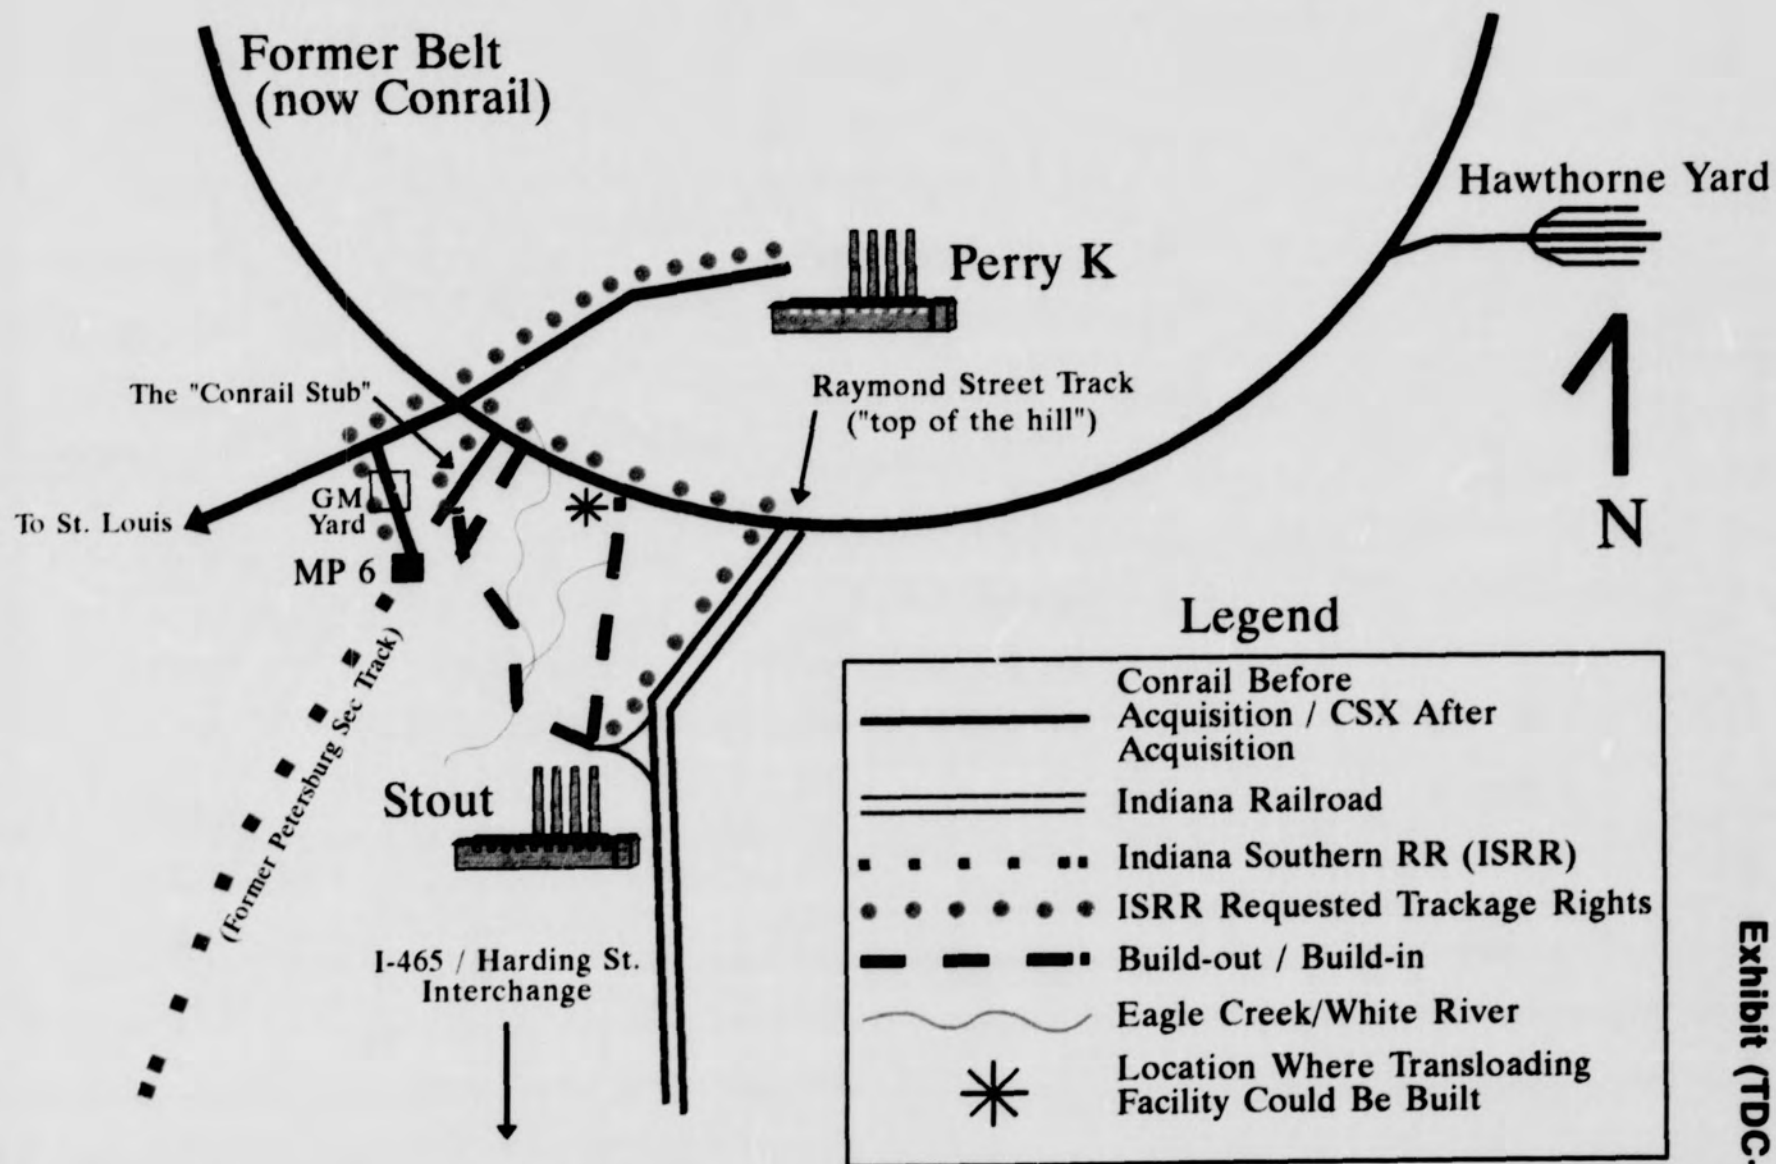 Former Belt
(now Conrail)
Hawthorne Yard
Perry K
The "Conrail Stub"
Raymond Street Track
("top of the hill")
GM
Yard
To St. Louis
MP 6
N
(Former Petersburg Sec Track)
Stout
I-465 / Harding St.
Interchange
Legend
Conrail Before
Acquisition / CSX After
Acquisition
Indiana Railroad
Indiana Southern RR (ISRR)
ISRR Requested Trackage Rights
Build-out / Build-in
Eagle Creek/White River
Location Where Transloading
Facility Could Be Built
Exhibit (TDC-